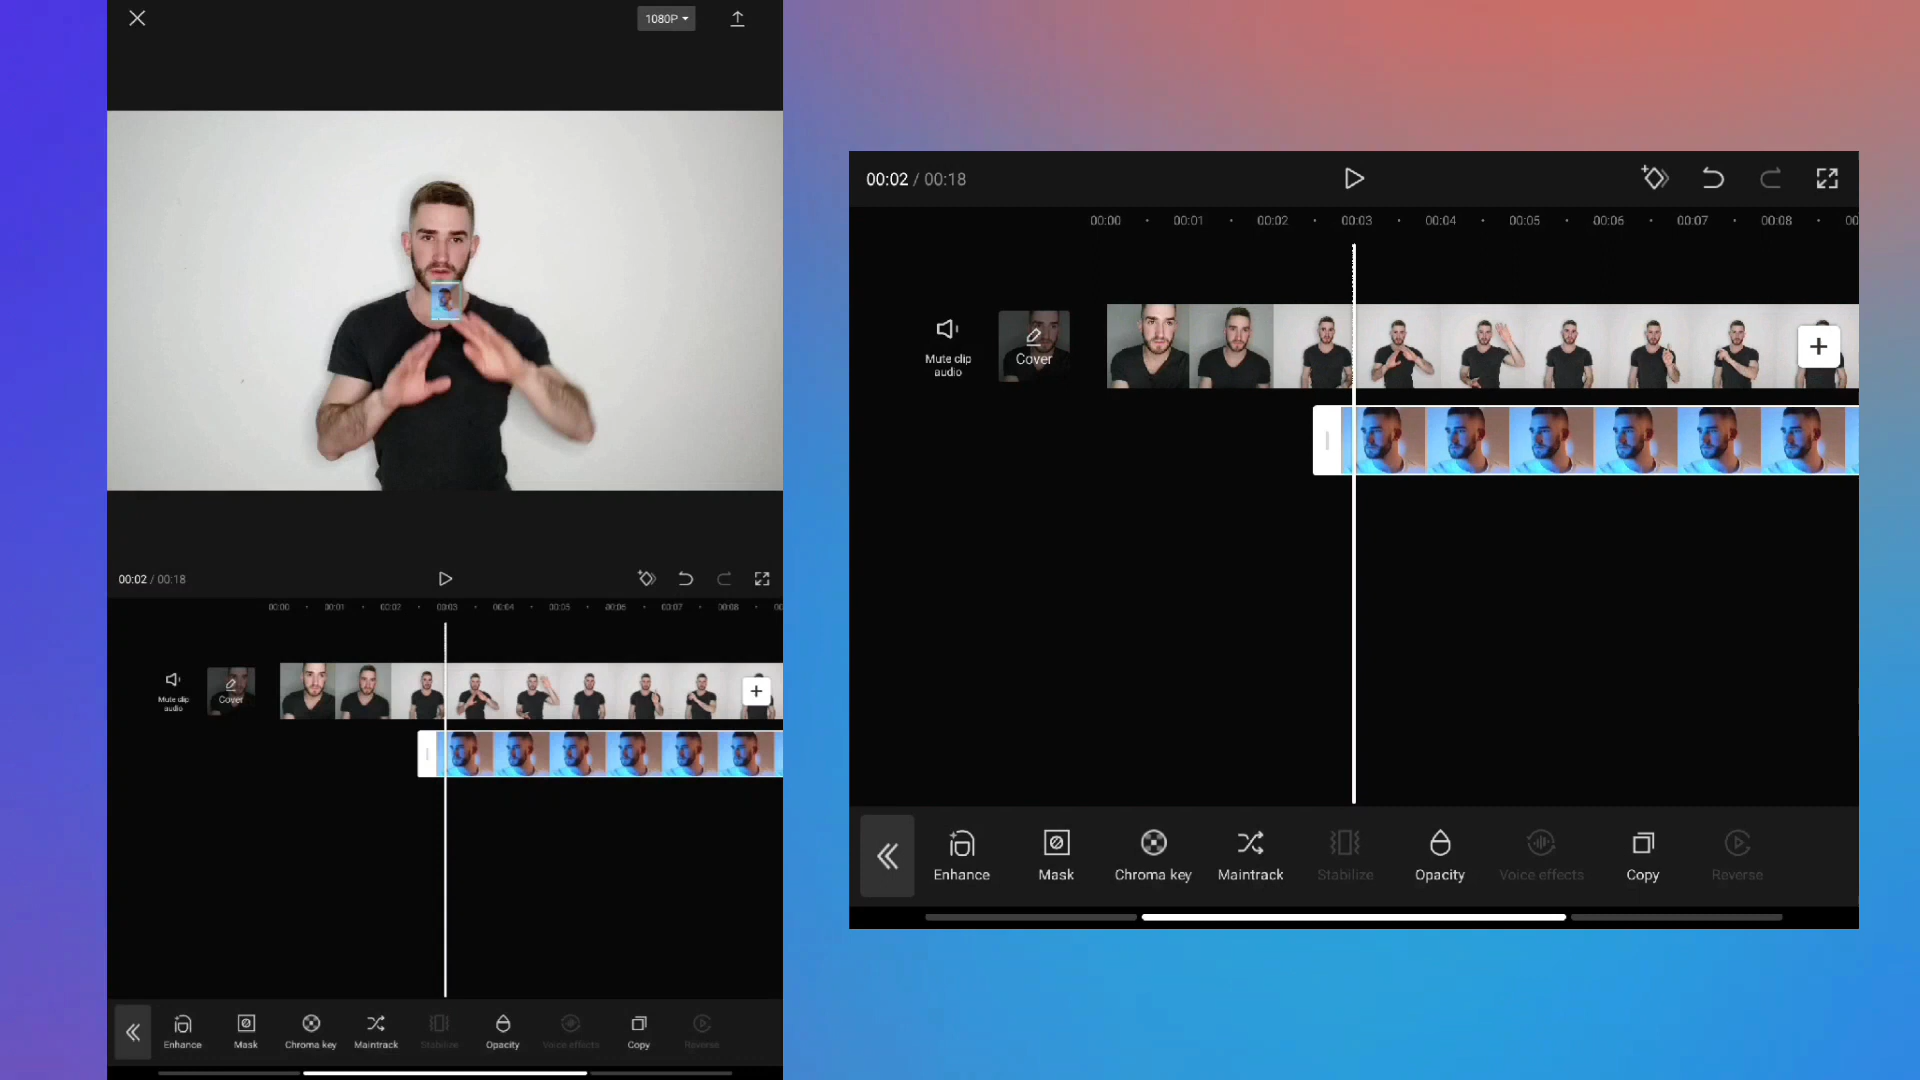 1080P
00:02 / 00:18
00:00 00:01 00:02 00:03 00:04 00:05 00:06 00:07 00:08 00
Mute clip
audio
Cover
Enhance Mask Chroma key Maintrack Stabilize Opacity Voice effects Copy Reverse
00:02 / 00:18
00:00 00:01 00:02 00:03 00:04 00:05 00:06 00:07 00:08 00
Mute clip
audio
Cover
Enhance Mask Chroma key Maintrack Stabilize Opacity Voice effects Copy Reverse